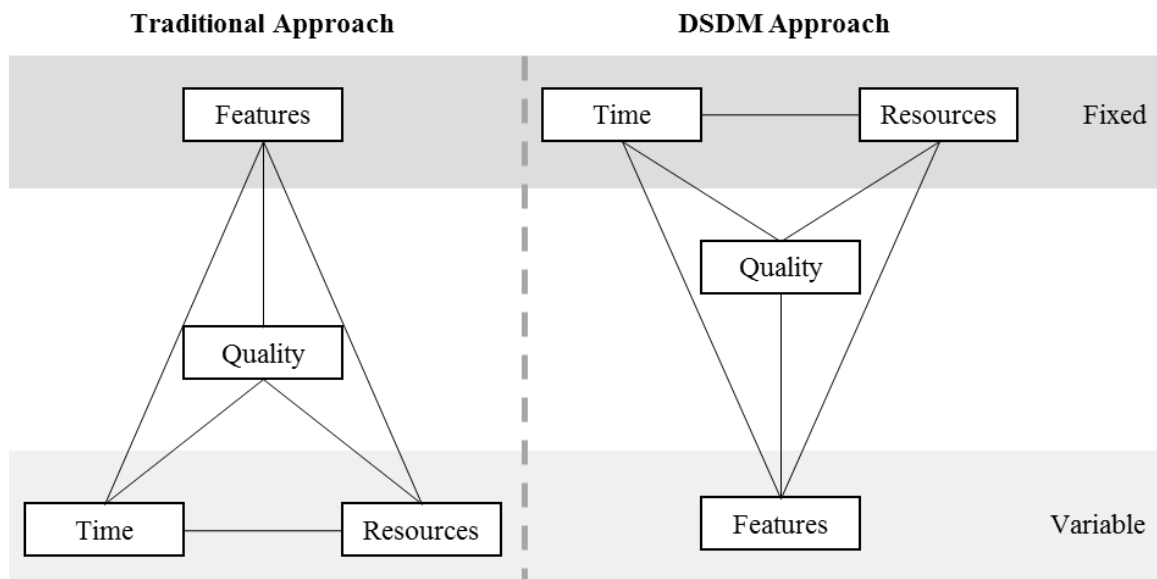 Traditional Approach
DSDM Approach
Features
Time
Resources
Fixed
Quality
Quality
Time
Resources
Features
Variable